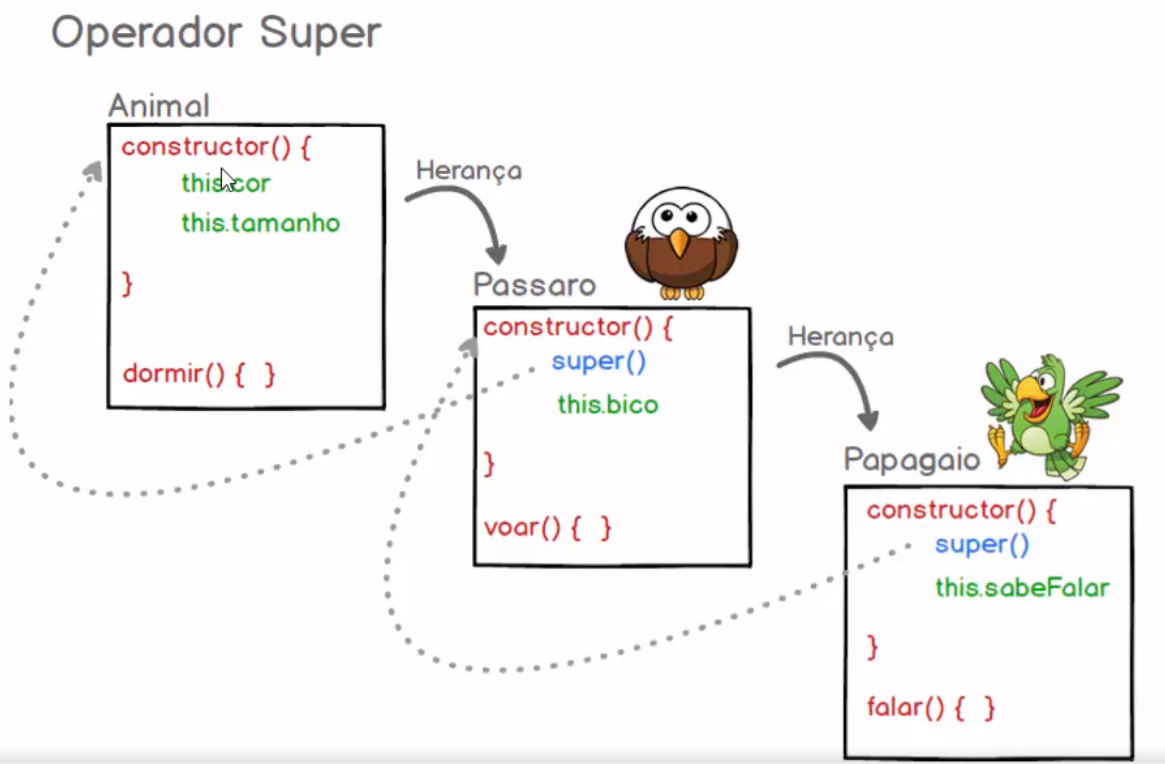 Operador Super
Animal
constructor() {
this.cor
this.tamanho
}
dormir() { }
Herança
Passaro
constructor() {
super()
this.bico
}
voar() { }
Herança
Papagaio
constructor() {
super()
this.sabeFalar
}
falar() { }